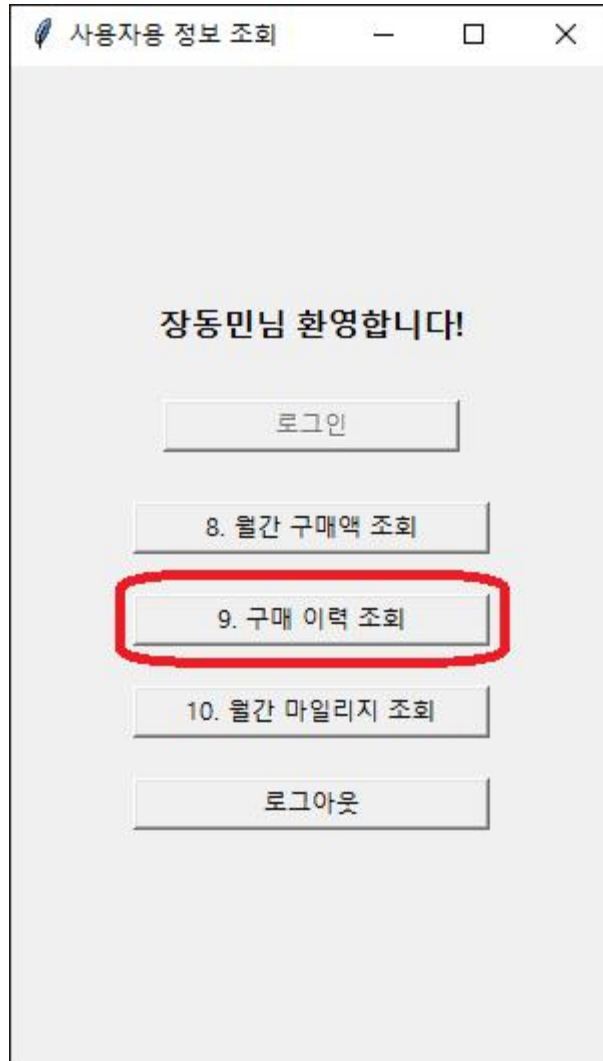 사용자용 정보 조회
장동민님 환영합니다!
로그인
8. 월간 구매액 조회
9. 구매 이력 조회
10. 월간 마일리지 조회
로그아웃